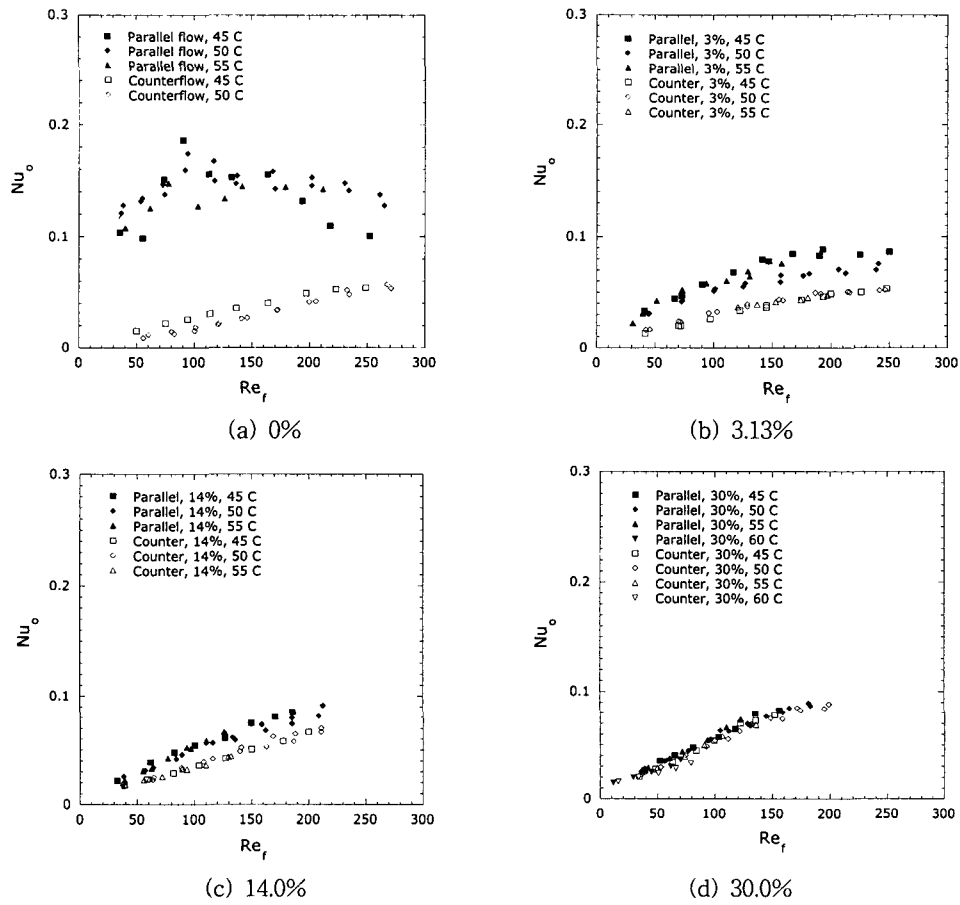 0.3
Parallel flow, 45 C
Parallel flow, 50 C
Parallel flow, 55 C
Counterflow, 45 C
Counterflow, 50 C
0.2
Nuo
0.1
0
0 50 100 150 200 250 300
Ref
(a) 0%
0.3
Parallel, 3%, 45 C
Parallel, 3%, 50 C
Parallel, 3%, 55 C
Counter, 3%, 45 C
Counter, 3%, 50 C
Counter, 3%, 55 C
0.2
Nuo
0.1
0
0 50 100 150 200 250 300
Ref
(b) 3.13%
0.3
Parallel, 14%, 45 C
Parallel, 14%, 50 C
Parallel, 14%, 55 C
Counter, 14%, 45 C
Counter, 14%, 50 C
Counter, 14%, 55 C
0.2
Nuo
0.1
0
0 50 100 150 200 250 300
Ref
(c) 14.0%
0.3
Parallel, 30%, 45 C
Parallel, 30%, 50 C
Parallel, 30%, 55 C
Parallel, 30%, 60 C
Counter, 30%, 45 C
Counter, 30%, 50 C
Counter, 30%, 55 C
Counter, 30%, 60 C
0.2
Nuo
0.1
0
0 50 100 150 200 250 300
Ref
(d) 30.0%